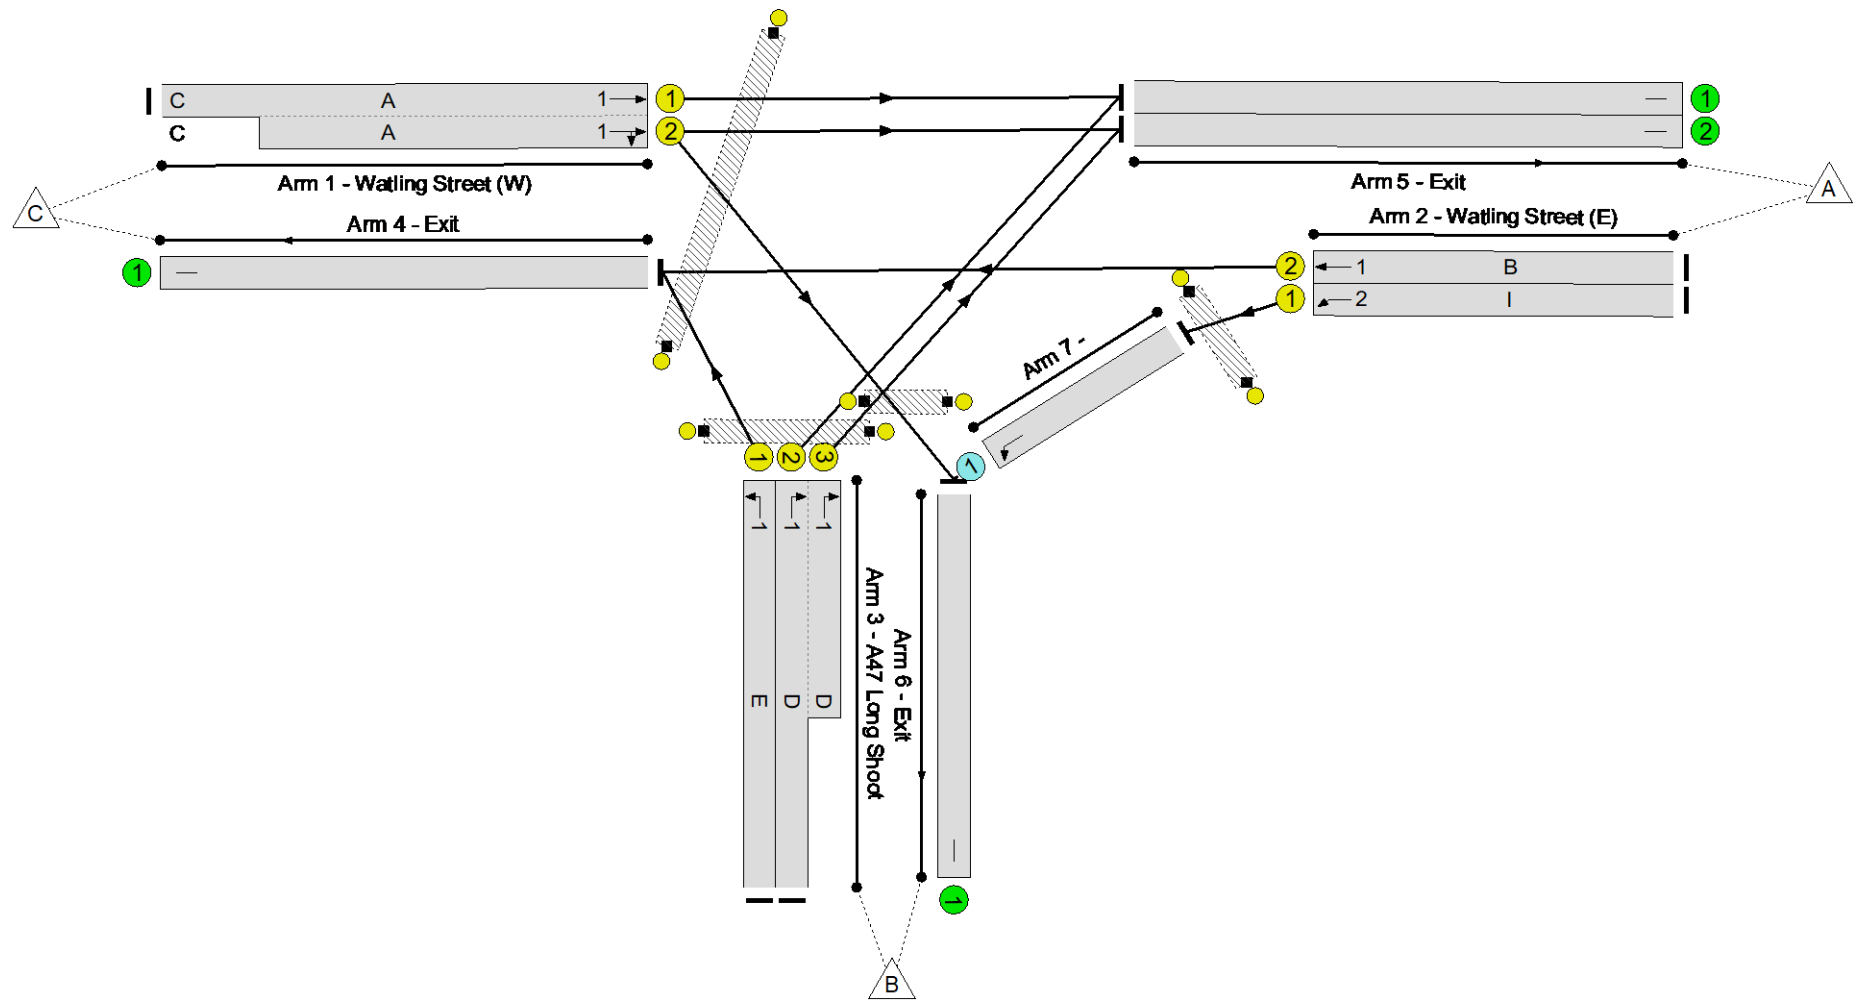 C A 1 1 1
C A 1 2 2
Arm 1 - Watling Street (W)
Arm 5 - Exit
C
A
Arm 4 - Exit
Arm 2 - Watling Street (E)
1
2 1 B
1 2 I
Arm 7 -
1 2 3
1
1 1 1
E D D
Arm 3 - A47 Long Shoot
Arm 6 - Exit
1
B